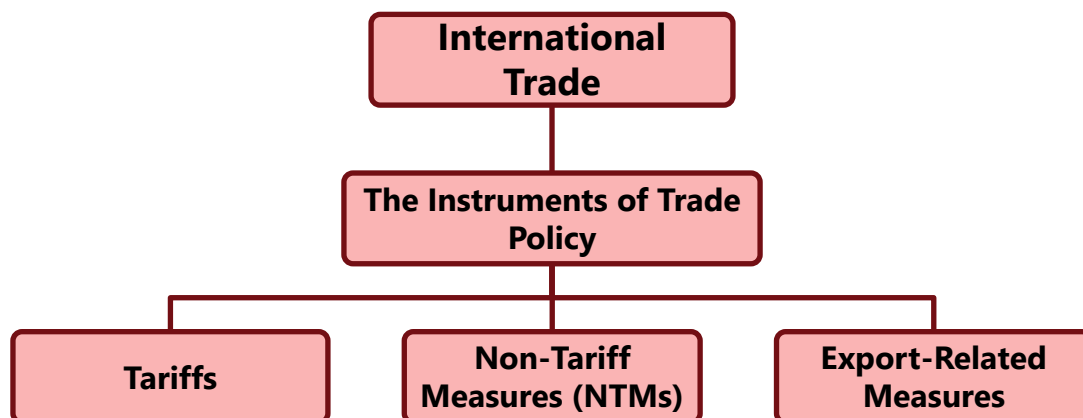 International
Trade
The Instruments of Trade
Policy
Tariffs
Non-Tariff
Measures (NTMs)
Export-Related
Measures